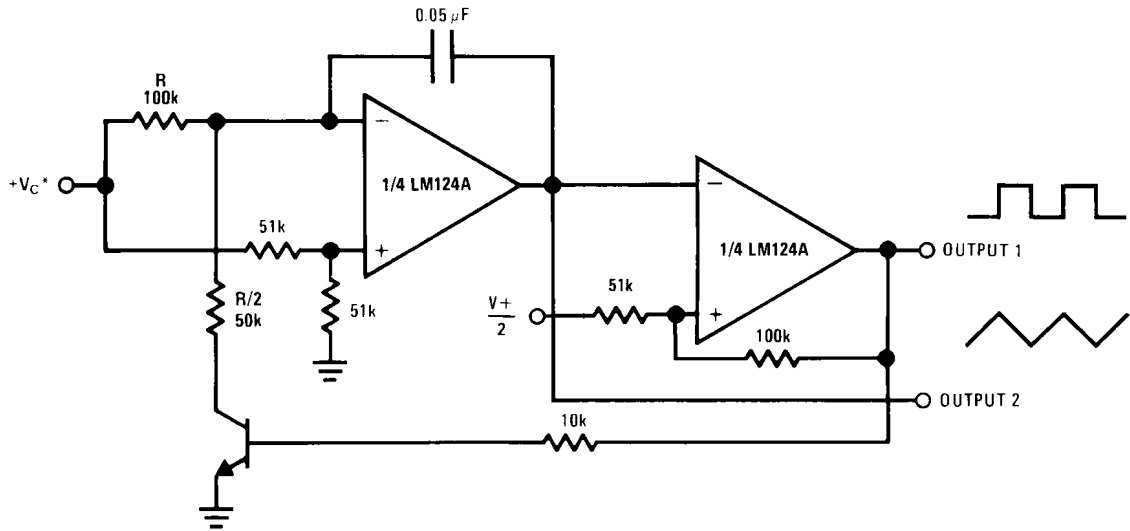 0.05 μF
R
100k
+VC*
1/4 LM124A
−
+
51k
51k
R/2
50k
1/4 LM124A
−
+
OUTPUT 1
51k
V+
2
100k
OUTPUT 2
10k